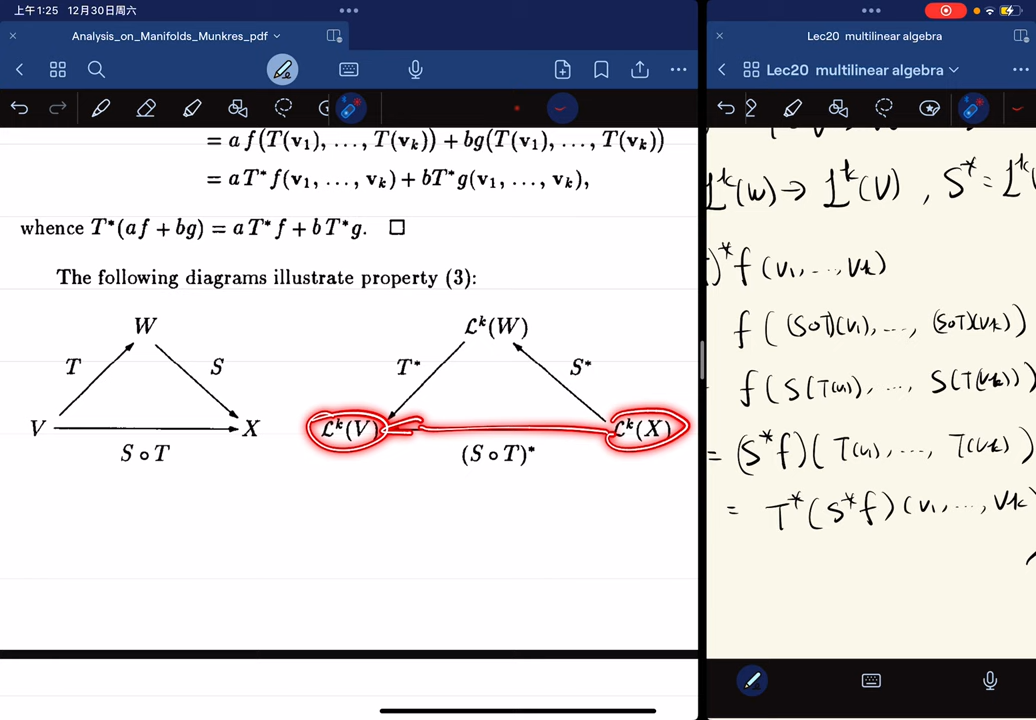 上午1:25 12月30日周六
Analysis_on_Manifolds_Munkres_pdf
= a f(T(v₁), . . . , T(vₖ)) + bg(T(v₁), . . . , T(vₖ))
= aT* f(v₁, . . . , vₖ) + bT* g(v₁, . . . , vₖ),
whence T*(af + bg) = a T* f + b T* g. □
The following diagrams illustrate property (3):
W
T S
V X
S ∘ T
ℒᵏ(W)
T* S*
ℒᵏ(V) ℒᵏ(X)
(S ∘ T)*
Lec20 multilinear algebra
Lec20 multilinear algebra
ℒᵏ(W) → ℒᵏ(V) , S* = ℒᵏ(
)* f (v₁, ..., vₖ)
f ( (S∘T)(v₁), ..., (S∘T)(vₖ))
f (S(T(v₁), ..., S(T(vₖ))
= (S*f) ( T(v₁), ..., T(vₖ))
= T*(S*f) (v₁, ..., vₖ